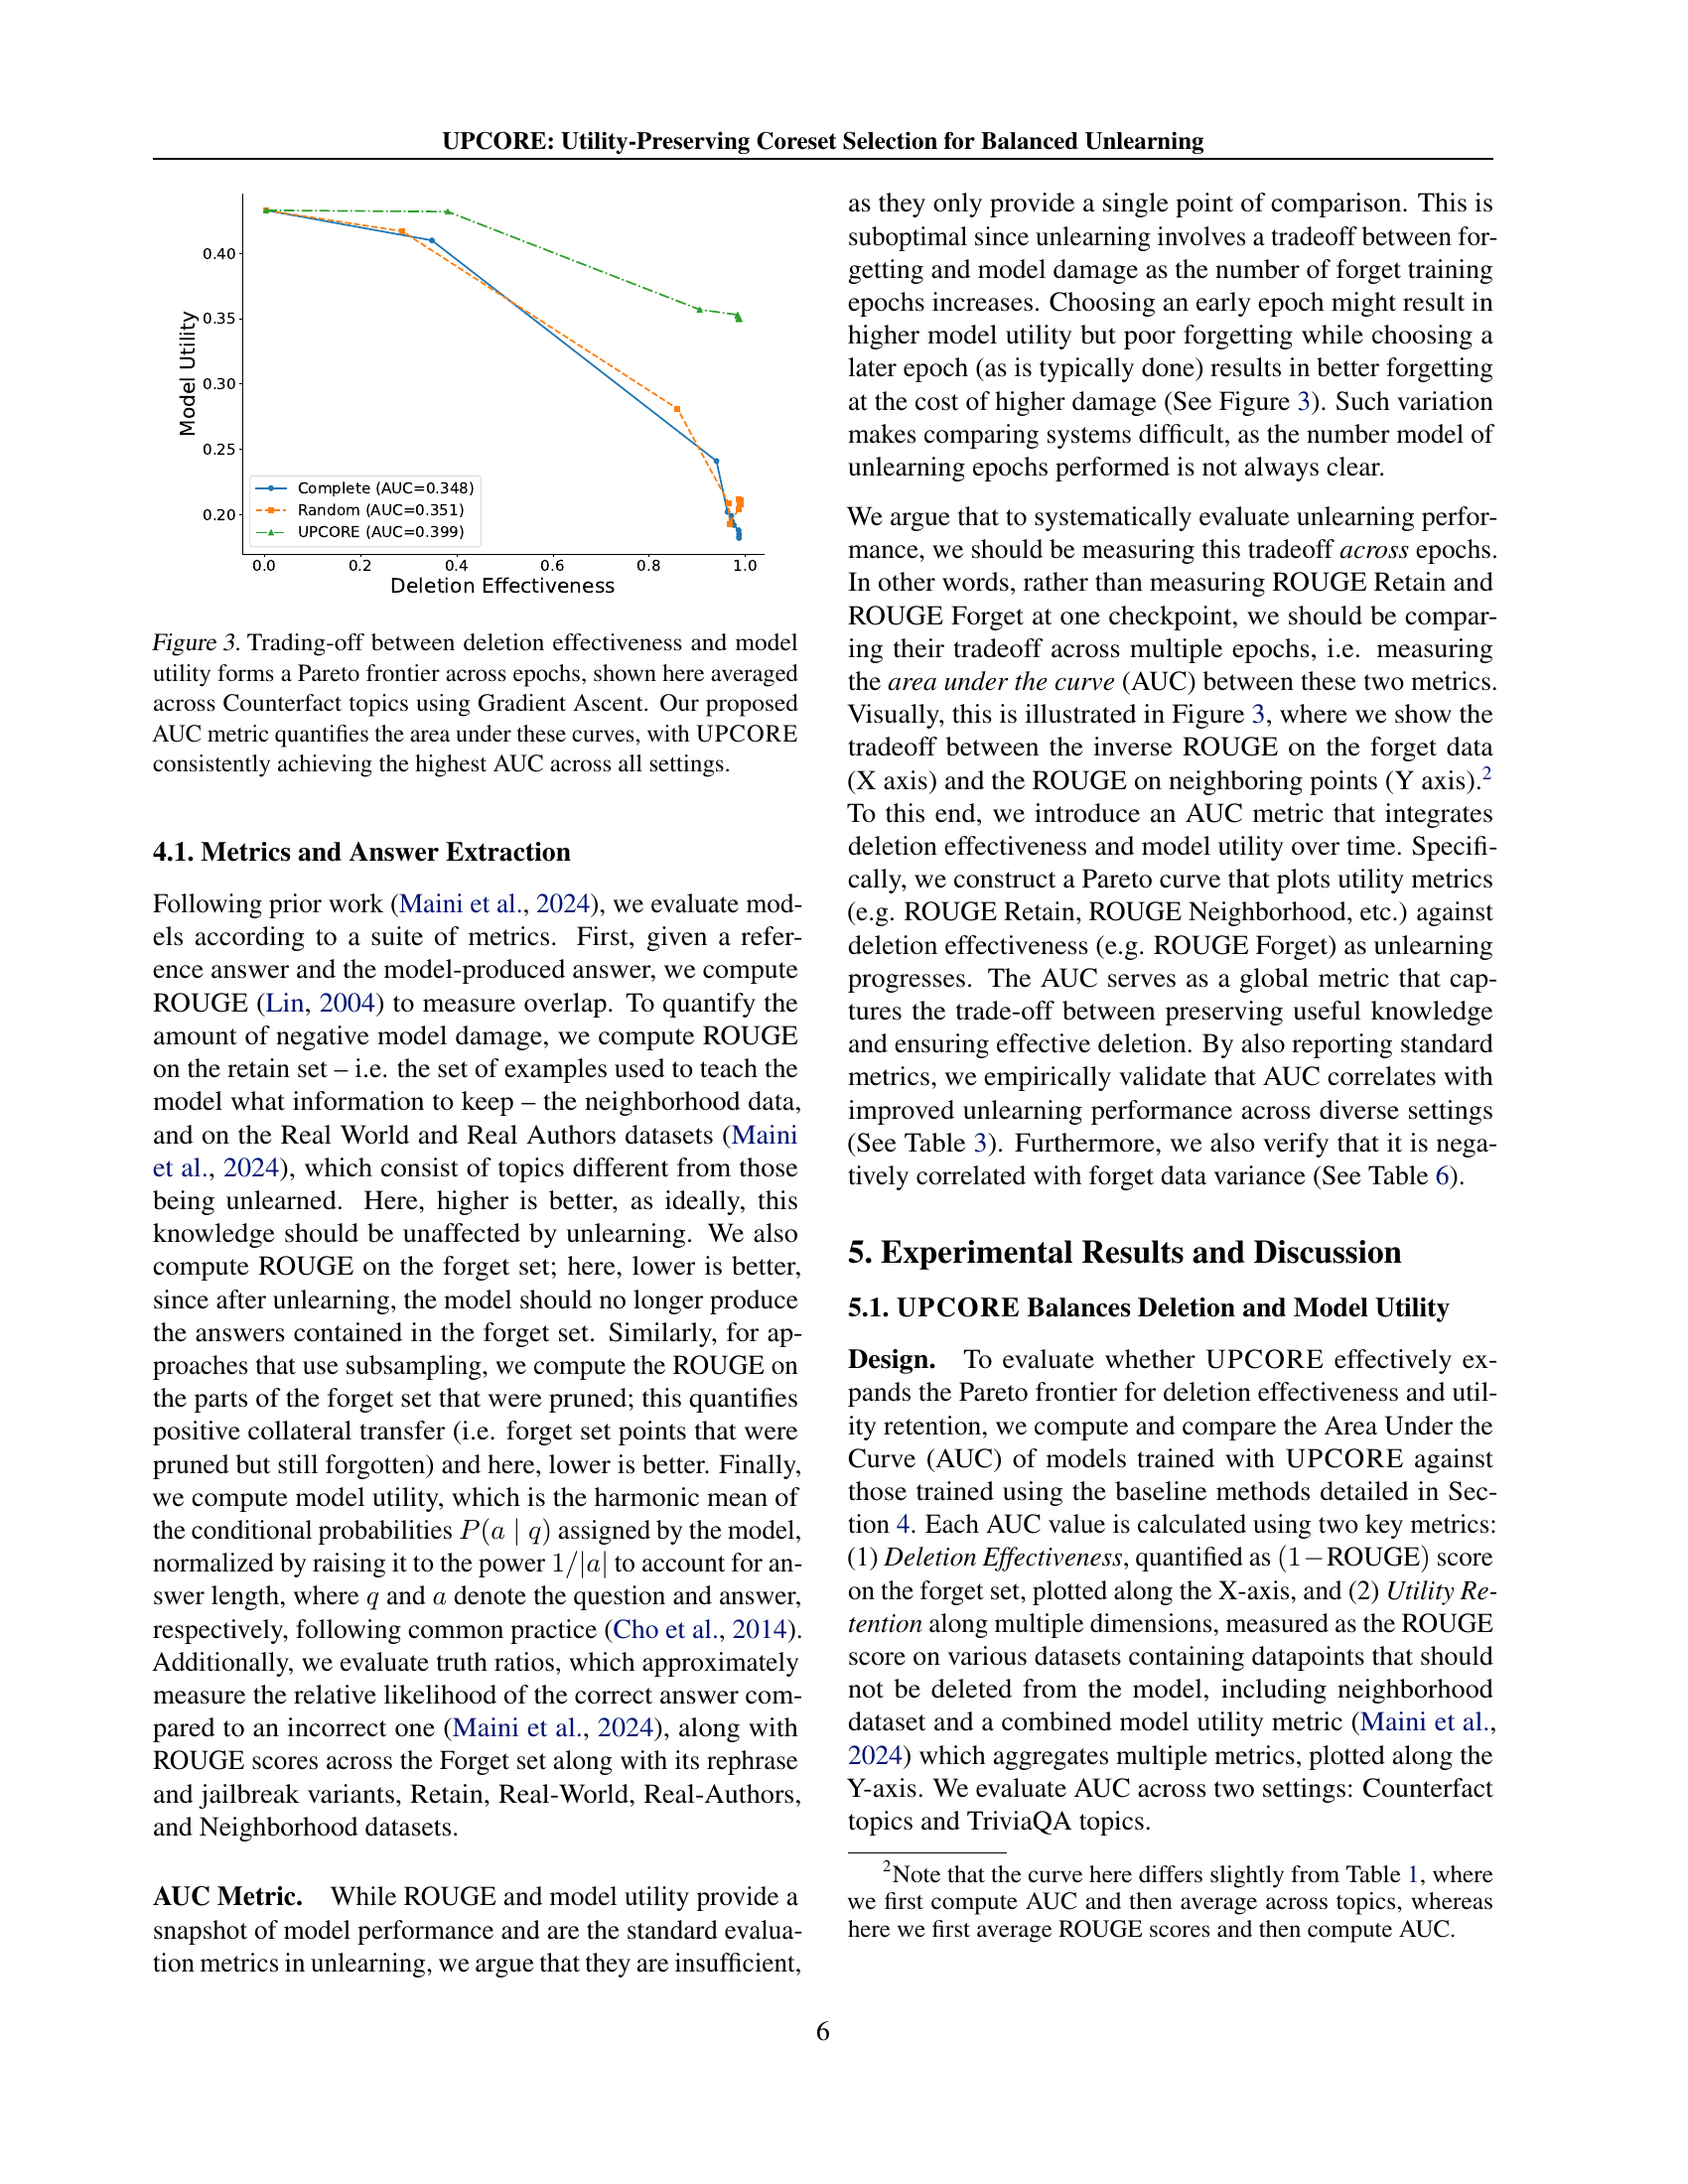 UPCORE: Utility-Preserving Coreset Selection for Balanced Unlearning
0.40
0.35
0.30
0.25
0.20
Model Utility
Complete (AUC=0.348)
Random (AUC=0.351)
UPCORE (AUC=0.399)
0.0 0.2 0.4 0.6 0.8 1.0
Deletion Effectiveness
Figure 3. Trading-off between deletion effectiveness and model
utility forms a Pareto frontier across epochs, shown here averaged
across Counterfact topics using Gradient Ascent. Our proposed
AUC metric quantifies the area under these curves, with UPCORE
consistently achieving the highest AUC across all settings.
4.1. Metrics and Answer Extraction
Following prior work (Maini et al., 2024), we evaluate mod-
els according to a suite of metrics. First, given a refer-
ence answer and the model-produced answer, we compute
ROUGE (Lin, 2004) to measure overlap. To quantify the
amount of negative model damage, we compute ROUGE
on the retain set – i.e. the set of examples used to teach the
model what information to keep – the neighborhood data,
and on the Real World and Real Authors datasets (Maini
et al., 2024), which consist of topics different from those
being unlearned. Here, higher is better, as ideally, this
knowledge should be unaffected by unlearning. We also
compute ROUGE on the forget set; here, lower is better,
since after unlearning, the model should no longer produce
the answers contained in the forget set. Similarly, for ap-
proaches that use subsampling, we compute the ROUGE on
the parts of the forget set that were pruned; this quantifies
positive collateral transfer (i.e. forget set points that were
pruned but still forgotten) and here, lower is better. Finally,
we compute model utility, which is the harmonic mean of
the conditional probabilities P(a | q) assigned by the model,
normalized by raising it to the power 1/|a| to account for an-
swer length, where q and a denote the question and answer,
respectively, following common practice (Cho et al., 2014).
Additionally, we evaluate truth ratios, which approximately
measure the relative likelihood of the correct answer com-
pared to an incorrect one (Maini et al., 2024), along with
ROUGE scores across the Forget set along with its rephrase
and jailbreak variants, Retain, Real-World, Real-Authors,
and Neighborhood datasets.
AUC Metric. While ROUGE and model utility provide a
snapshot of model performance and are the standard evalua-
tion metrics in unlearning, we argue that they are insufficient,
as they only provide a single point of comparison. This is
suboptimal since unlearning involves a tradeoff between for-
getting and model damage as the number of forget training
epochs increases. Choosing an early epoch might result in
higher model utility but poor forgetting while choosing a
later epoch (as is typically done) results in better forgetting
at the cost of higher damage (See Figure 3). Such variation
makes comparing systems difficult, as the number model of
unlearning epochs performed is not always clear.
We argue that to systematically evaluate unlearning perfor-
mance, we should be measuring this tradeoff across epochs.
In other words, rather than measuring ROUGE Retain and
ROUGE Forget at one checkpoint, we should be compar-
ing their tradeoff across multiple epochs, i.e. measuring
the area under the curve (AUC) between these two metrics.
Visually, this is illustrated in Figure 3, where we show the
tradeoff between the inverse ROUGE on the forget data
(X axis) and the ROUGE on neighboring points (Y axis).2
To this end, we introduce an AUC metric that integrates
deletion effectiveness and model utility over time. Specifi-
cally, we construct a Pareto curve that plots utility metrics
(e.g. ROUGE Retain, ROUGE Neighborhood, etc.) against
deletion effectiveness (e.g. ROUGE Forget) as unlearning
progresses. The AUC serves as a global metric that cap-
tures the trade-off between preserving useful knowledge
and ensuring effective deletion. By also reporting standard
metrics, we empirically validate that AUC correlates with
improved unlearning performance across diverse settings
(See Table 3). Furthermore, we also verify that it is nega-
tively correlated with forget data variance (See Table 6).
5. Experimental Results and Discussion
5.1. UPCORE Balances Deletion and Model Utility
Design. To evaluate whether UPCORE effectively ex-
pands the Pareto frontier for deletion effectiveness and util-
ity retention, we compute and compare the Area Under the
Curve (AUC) of models trained with UPCORE against
those trained using the baseline methods detailed in Sec-
tion 4. Each AUC value is calculated using two key metrics:
(1) Deletion Effectiveness, quantified as (1−ROUGE) score
on the forget set, plotted along the X-axis, and (2) Utility Re-
tention along multiple dimensions, measured as the ROUGE
score on various datasets containing datapoints that should
not be deleted from the model, including neighborhood
dataset and a combined model utility metric (Maini et al.,
2024) which aggregates multiple metrics, plotted along the
Y-axis. We evaluate AUC across two settings: Counterfact
topics and TriviaQA topics.
2Note that the curve here differs slightly from Table 1, where
we first compute AUC and then average across topics, whereas
here we first average ROUGE scores and then compute AUC.
6